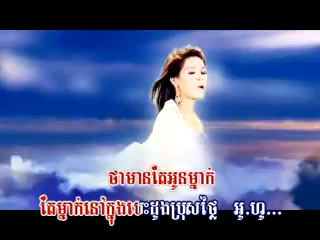 ថាមានតែអូនម្នាក់
តែម្នាក់នៅក្នុងបេះដូងប្រុសថ្លៃ អូ.ហូ...